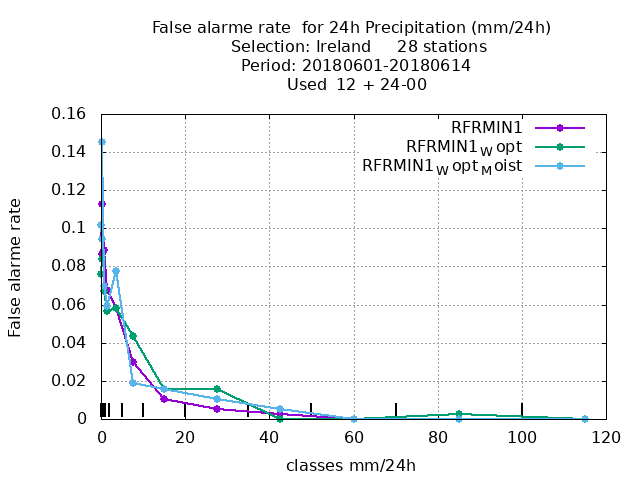 False alarme rate  for 24h Precipitation (mm/24h)
Selection: Ireland     28 stations
Period: 20180601-20180614
Used  12 + 24-00
RFRMIN1
RFRMIN1Wopt
RFRMIN1WoptMoist
0.16
0.14
0.12
0.1
0.08
0.06
0.04
0.02
0
False alarme rate
0 20 40 60 80 100 120
classes mm/24h